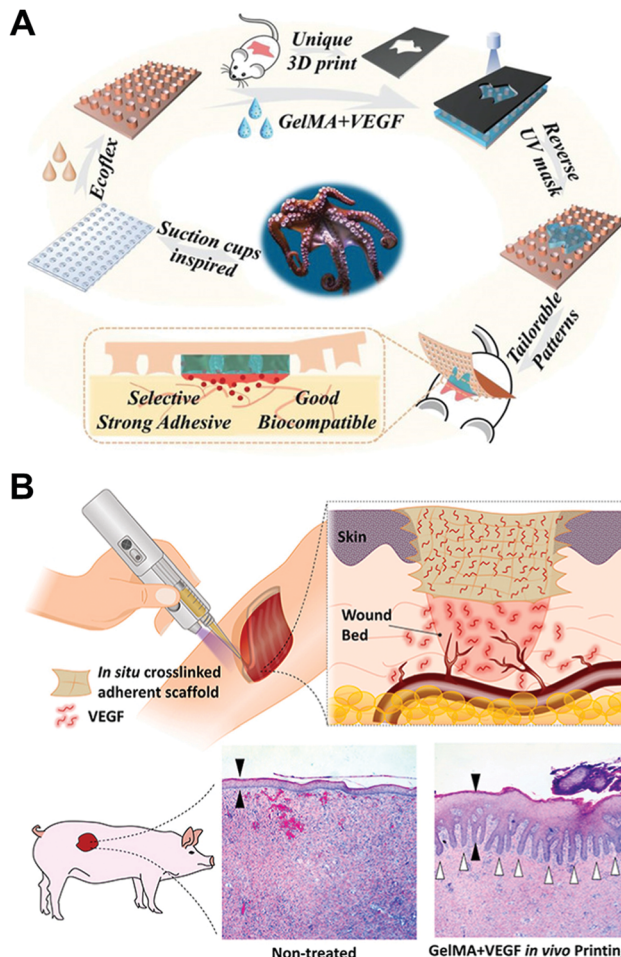 A
Unique
3D print
GelMA+VEGF
Reverse
UV mask
Ecoflex
Suction cups
inspired
Tailorable
Patterns
Selective
Strong Adhesive
Good
Biocompatible
B
Skin
Wound
Bed
In situ crosslinked
adherent scaffold
VEGF
Non-treated
GelMA+VEGF in vivo Printin